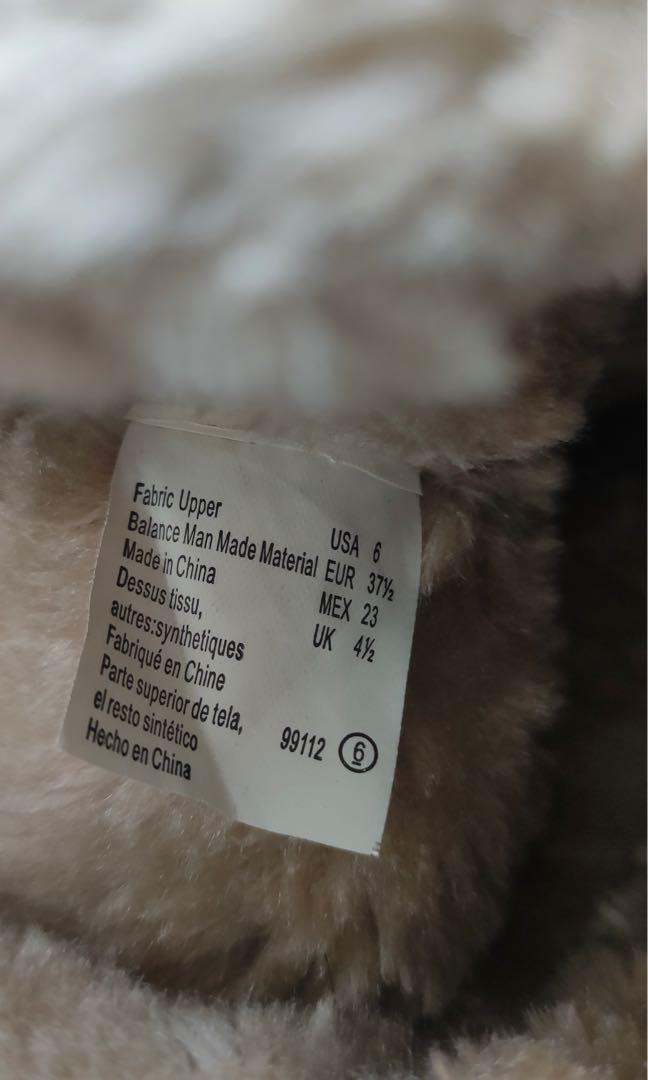 Fabric Upper
Balance Man Made Material
Made in China
Dessus tissu,
autres:synthetiques
Fabriqué en Chine
Parte superior de tela,
el resto sintético
Hecho en China
USA 6
EUR 37½
MEX 23
UK 4½
99112 6